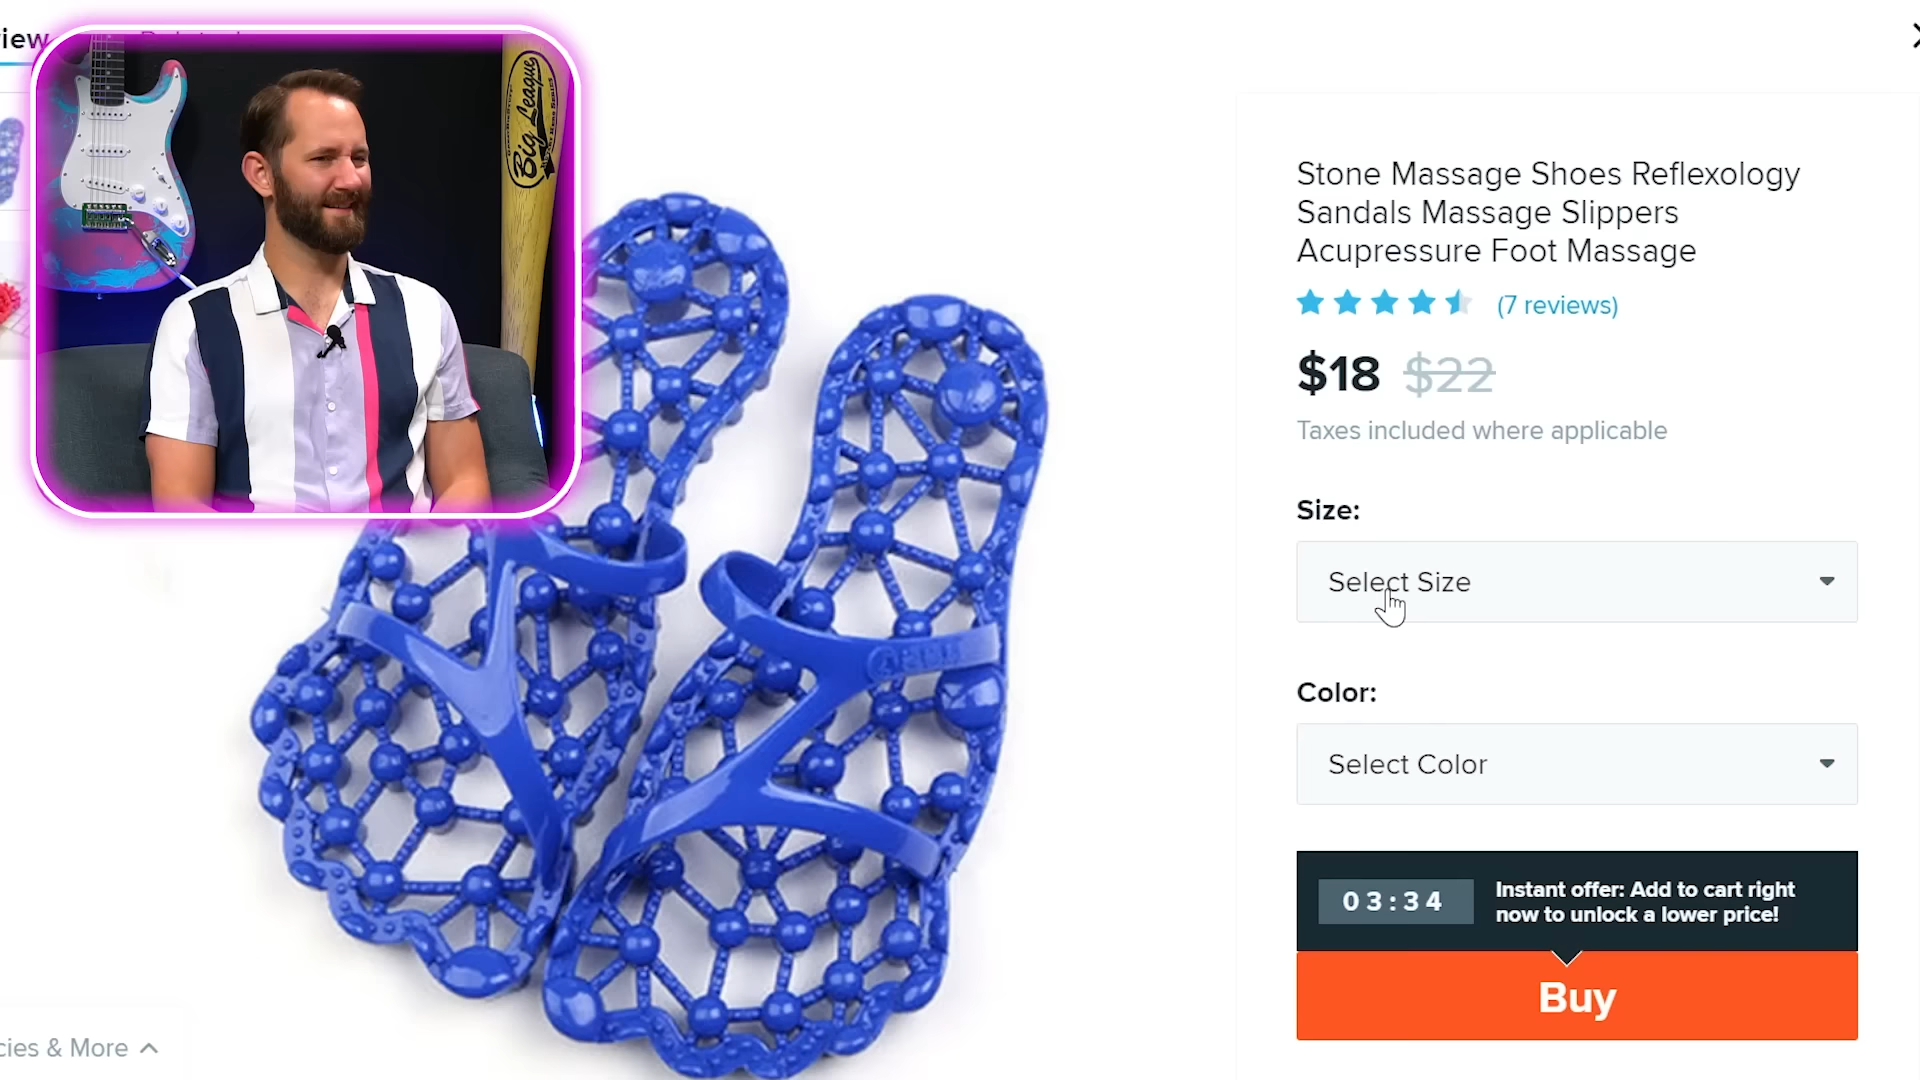 iew
Big League
Stone Massage Shoes Reflexology
Sandals Massage Slippers
Acupressure Foot Massage
(7 reviews)
$18 $22
Taxes included where applicable
Size:
Select Size
Color:
Select Color
03:34
Instant offer: Add to cart right
now to unlock a lower price!
Buy
cies & More